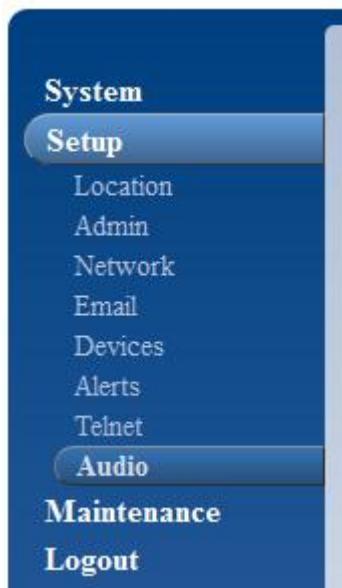 System
Setup
Location
Admin
Network
Email
Devices
Alerts
Telnet
Audio
Maintenance
Logout